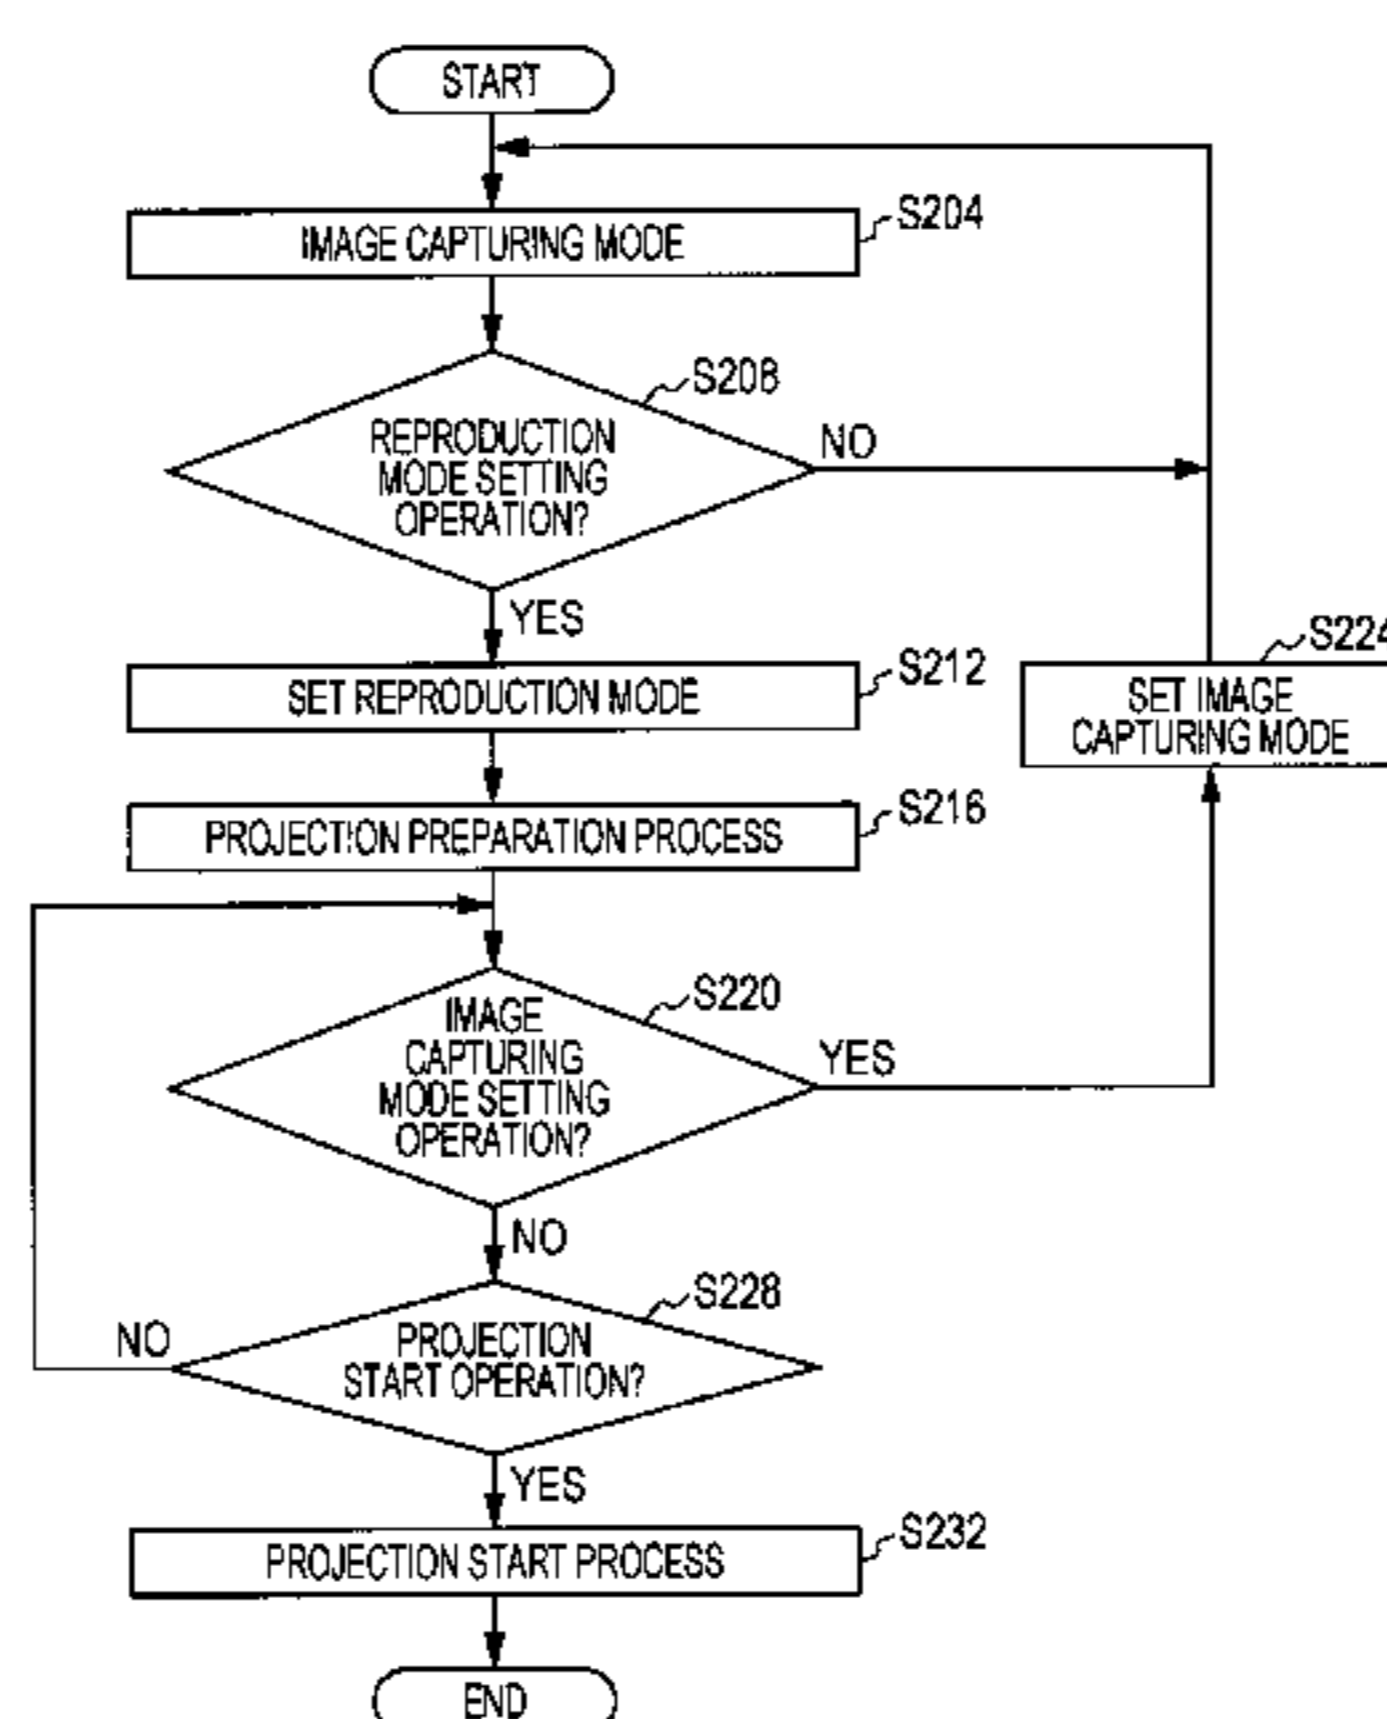 START
IMAGE CAPTURING MODE
S204
S208
REPRODUCTION
MODE SETTING
OPERATION?
NO
YES
SET REPRODUCTION MODE
S212
S224
SET IMAGE
CAPTURING MODE
PROJECTION PREPARATION PROCESS
S216
S220
IMAGE
CAPTURING
MODE SETTING
OPERATION?
YES
NO
S228
PROJECTION
START OPERATION?
NO
YES
PROJECTION START PROCESS
S232
END